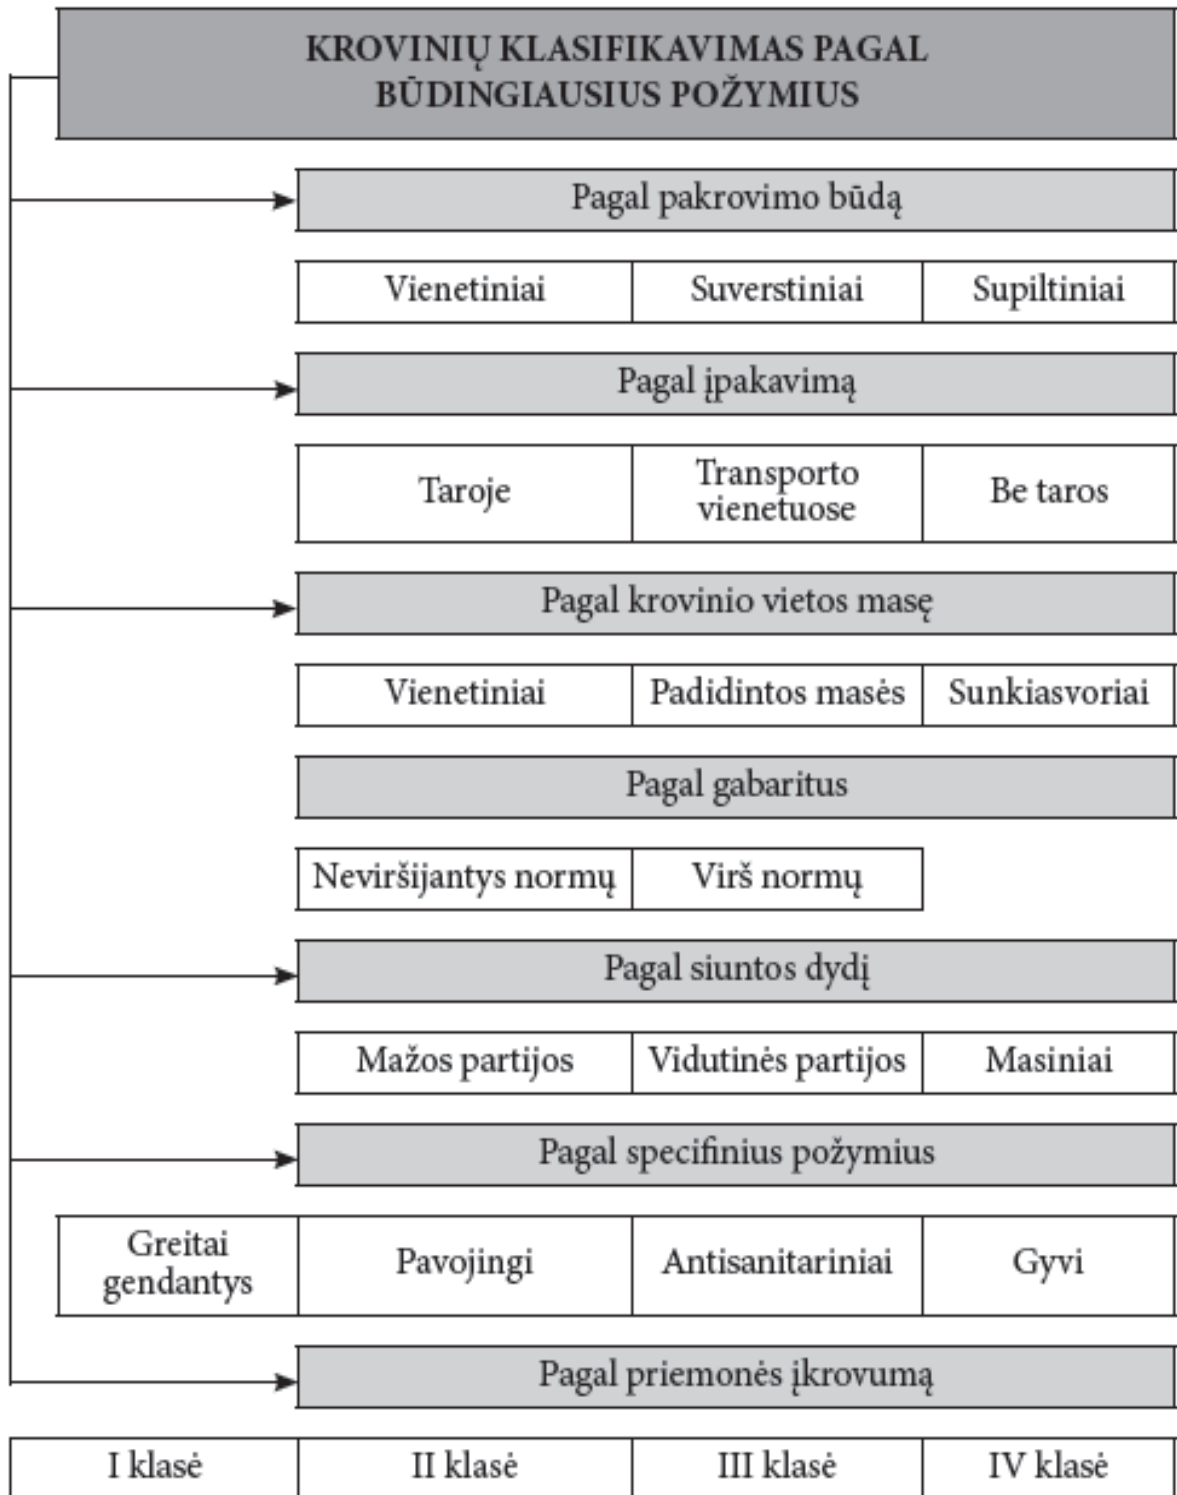 KROVINIŲ KLASIFIKAVIMAS PAGAL
BŪDINGIAUSIUS POŽYMIUS
Pagal pakrovimo būdą
Vienetiniai Suverstiniai Supiltiniai
Pagal įpakavimą
Taroje Transporto vienetuose Be taros
Pagal krovinio vietos masę
Vienetiniai Padidintos masės Sunkiasvoriai
Pagal gabaritus
Neviršijantys normų Virš normų
Pagal siuntos dydį
Mažos partijos Vidutinės partijos Masiniai
Pagal specifinius požymius
Greitai gendantys Pavojingi Antisanitariniai Gyvi
Pagal priemonės įkrovumą
I klasė II klasė III klasė IV klasė